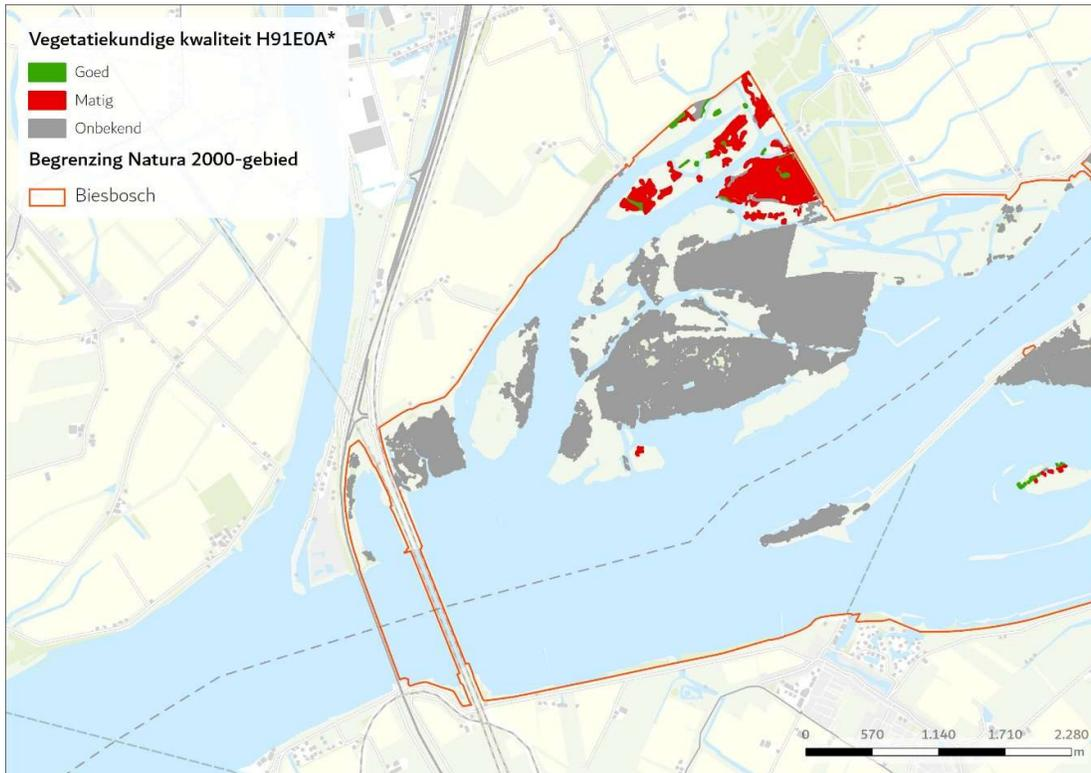 Vegetatiekundige kwaliteit H91E0A*
Goed
Matig
Onbekend
Begrenzing Natura 2000-gebied
Biesbosch
0 570 1.140 1.710 2.280
m